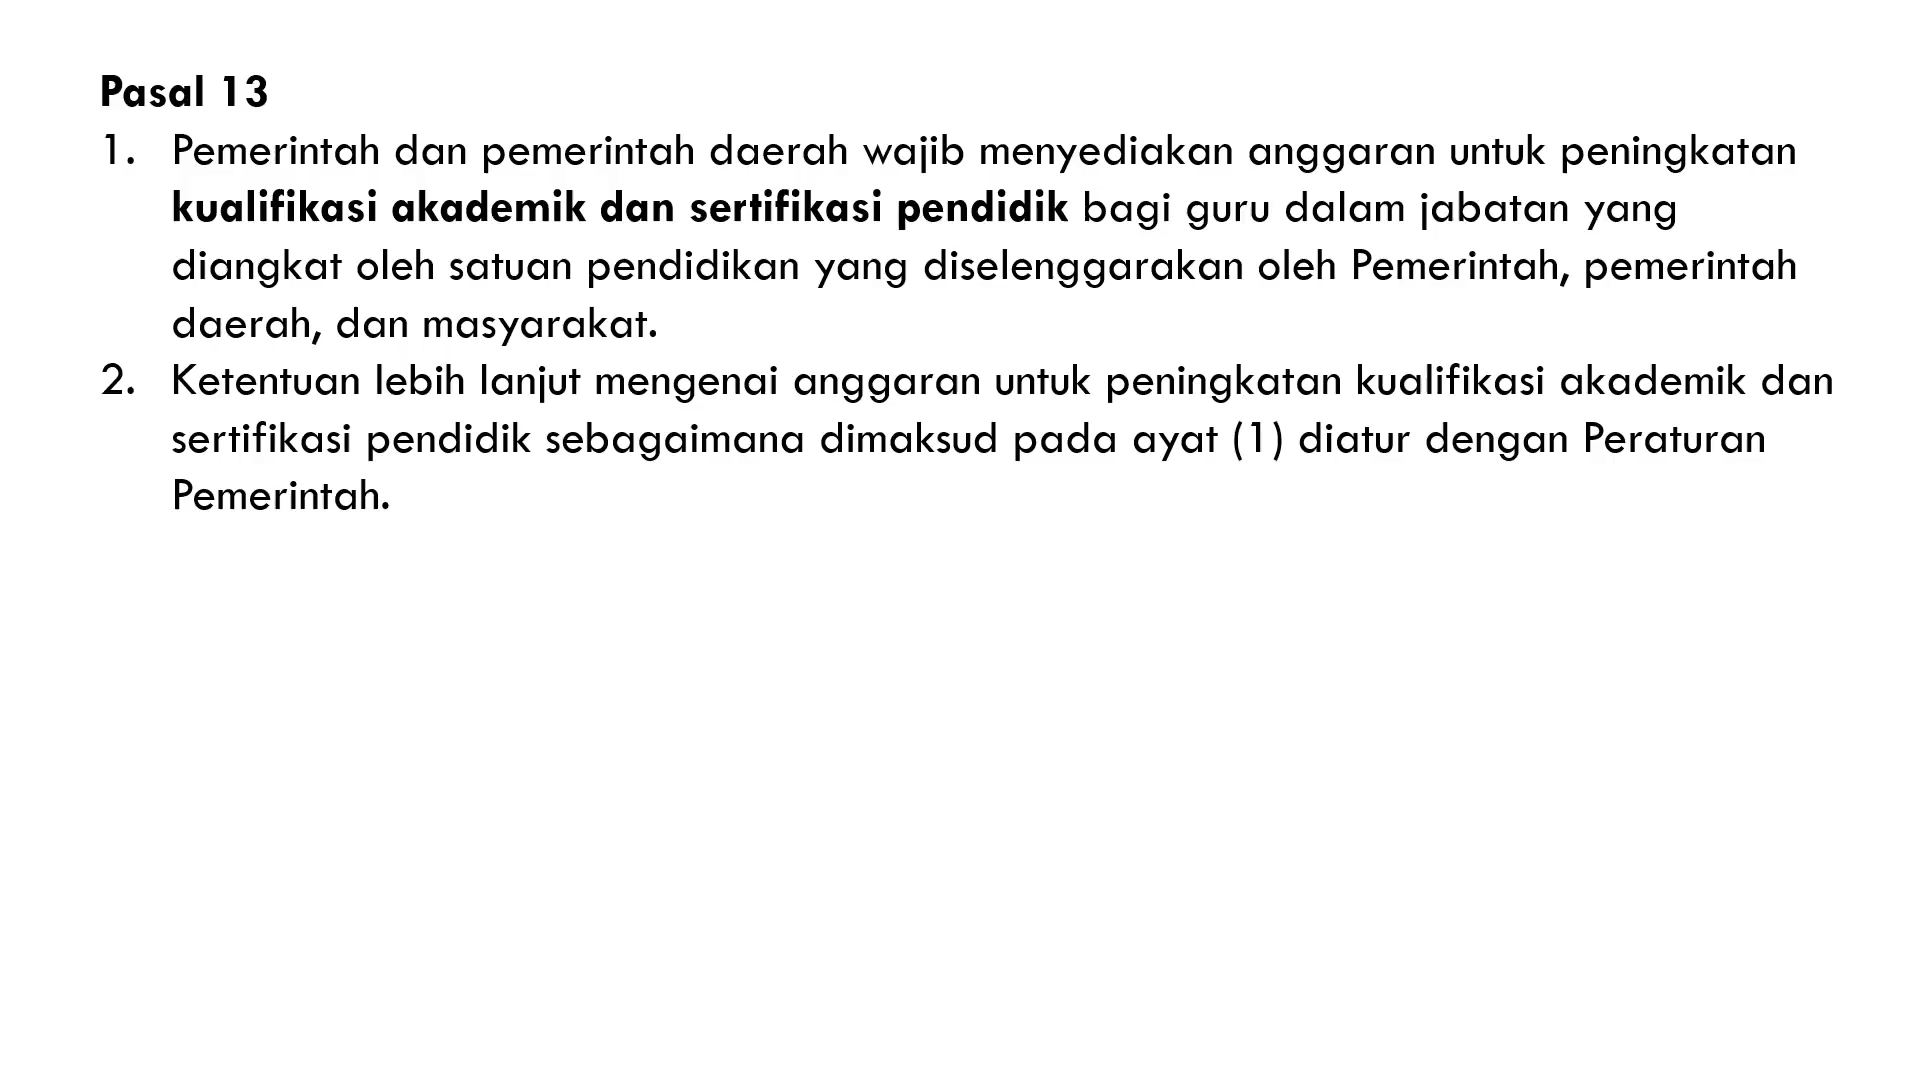 Pasal 13
1. Pemerintah dan pemerintah daerah wajib menyediakan anggaran untuk peningkatan
kualifikasi akademik dan sertifikasi pendidik bagi guru dalam jabatan yang
diangkat oleh satuan pendidikan yang diselenggarakan oleh Pemerintah, pemerintah
daerah, dan masyarakat.
2. Ketentuan lebih lanjut mengenai anggaran untuk peningkatan kualifikasi akademik dan
sertifikasi pendidik sebagaimana dimaksud pada ayat (1) diatur dengan Peraturan
Pemerintah.